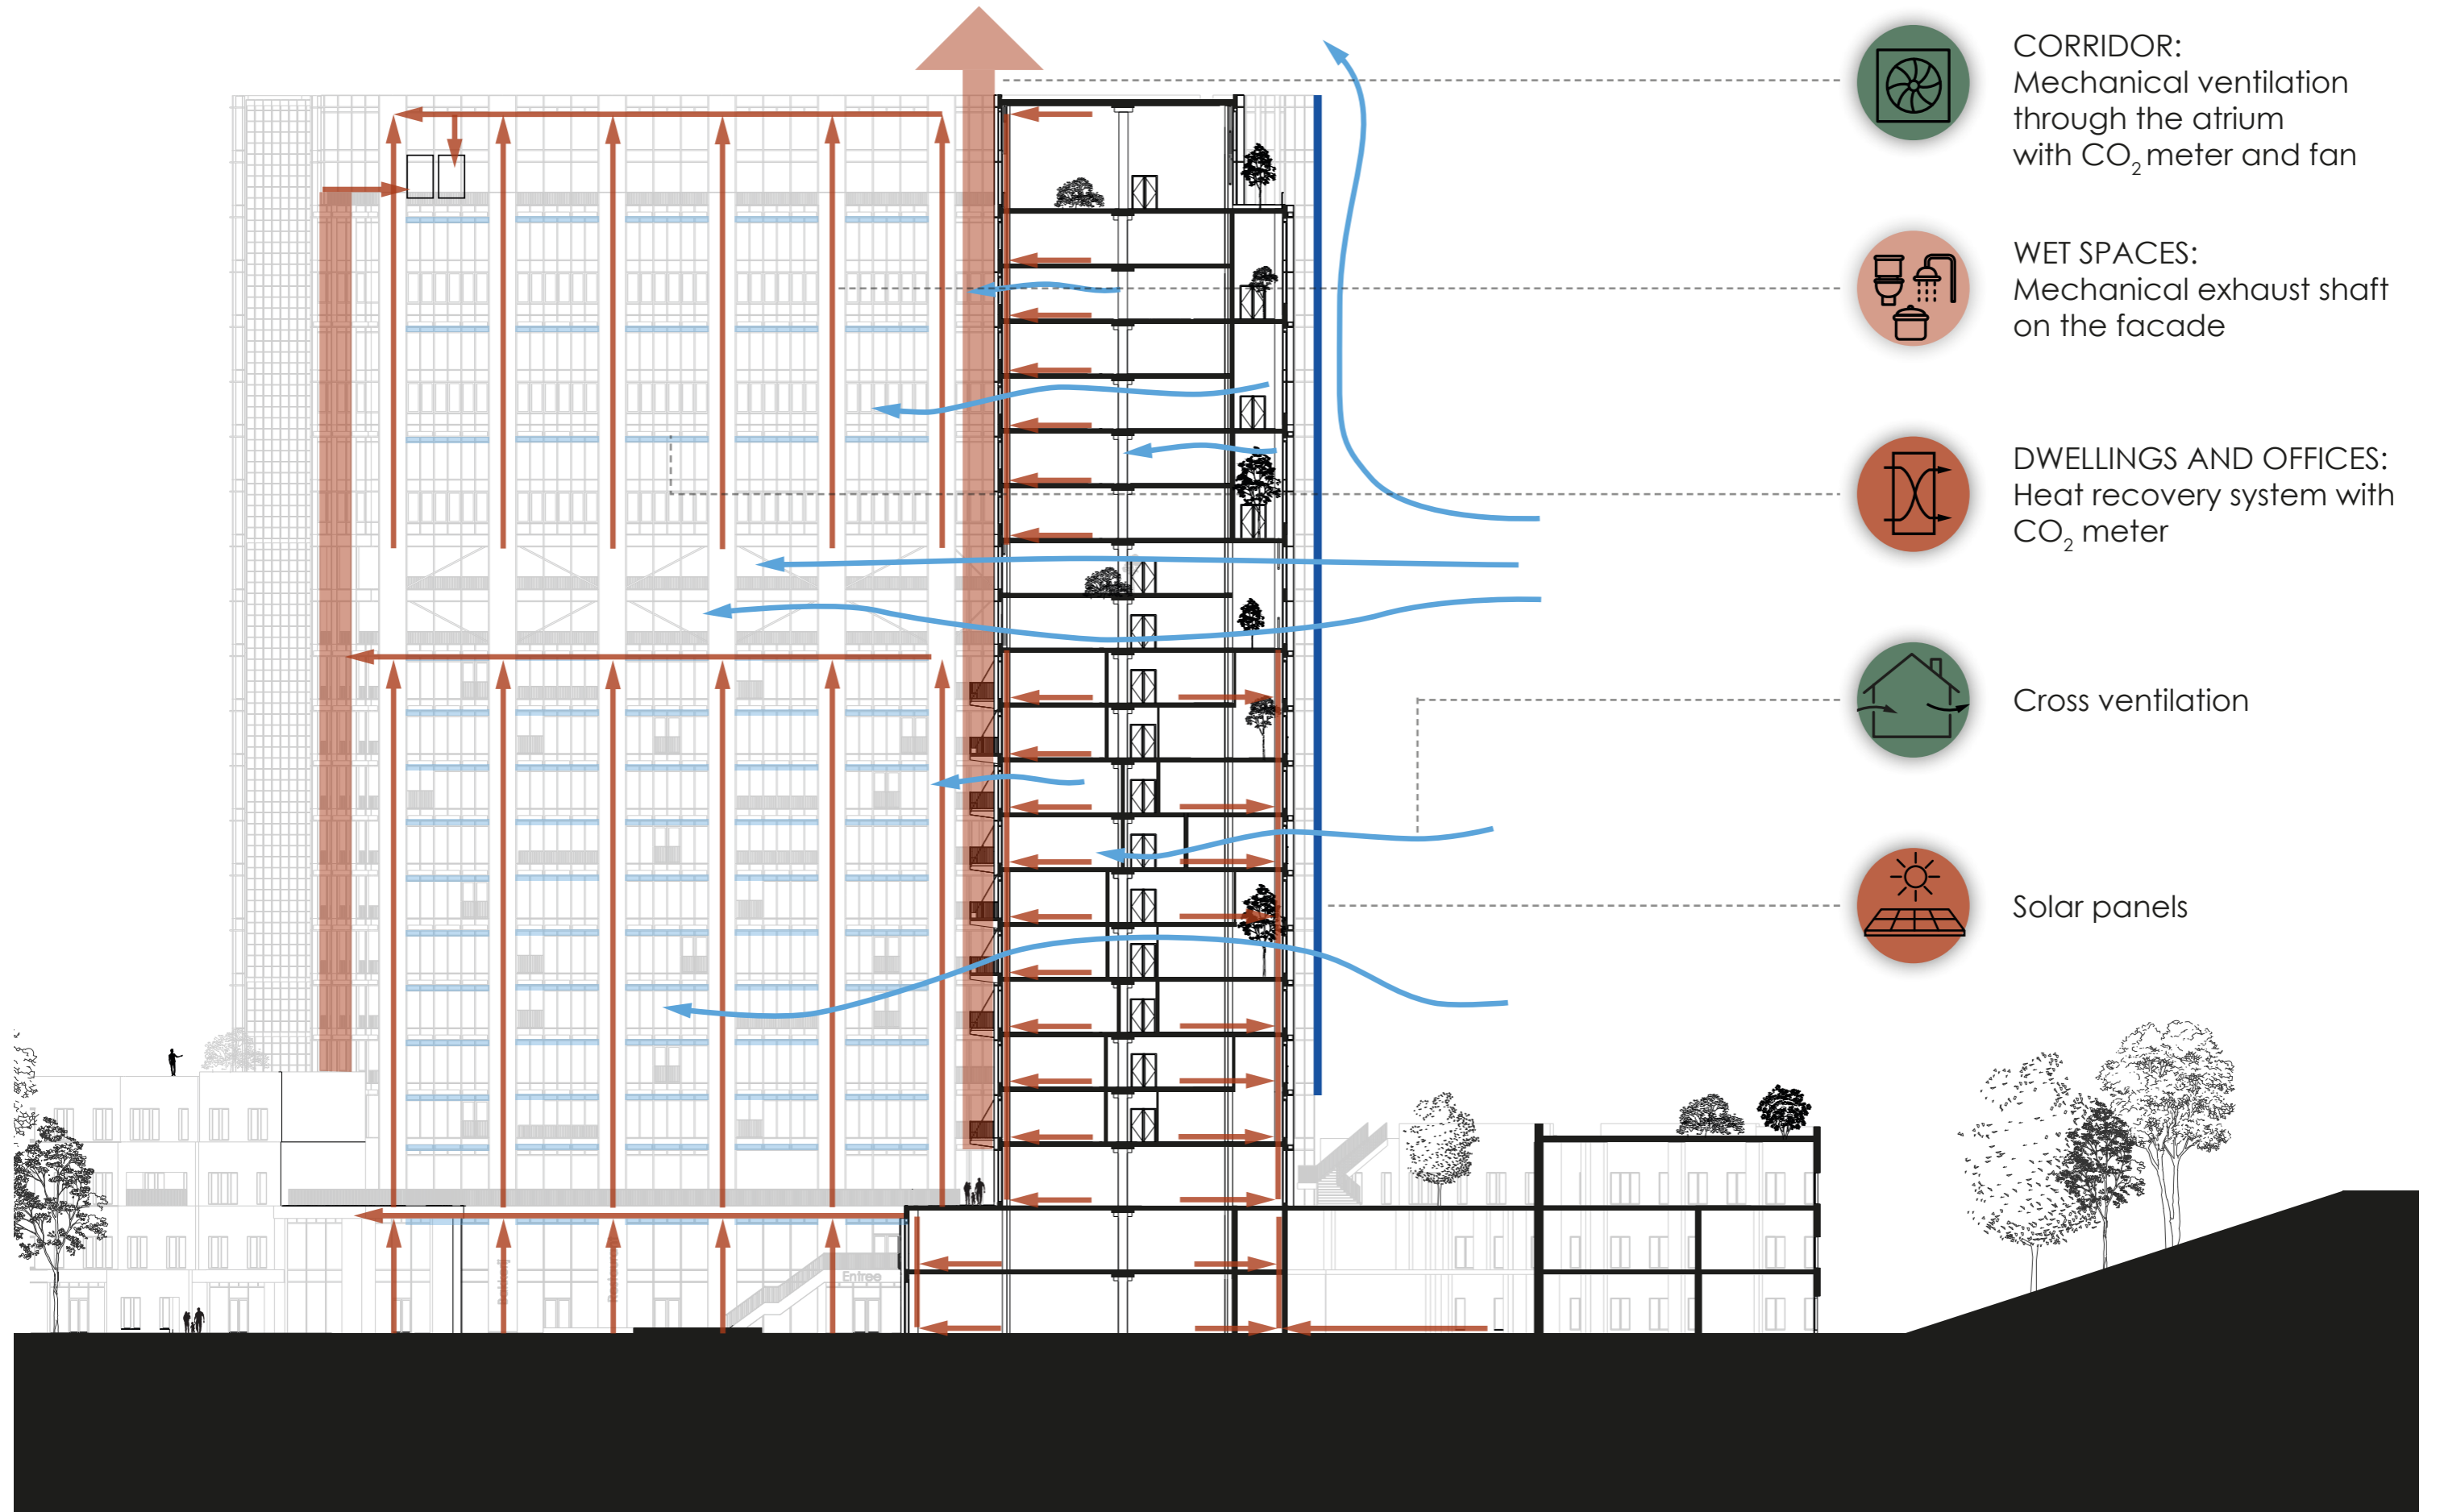 CORRIDOR:
Mechanical ventilation
through the atrium
with CO₂ meter and fan
WET SPACES:
Mechanical exhaust shaft
on the facade
DWELLINGS AND OFFICES:
Heat recovery system with
CO₂ meter
Cross ventilation
Solar panels
Entree